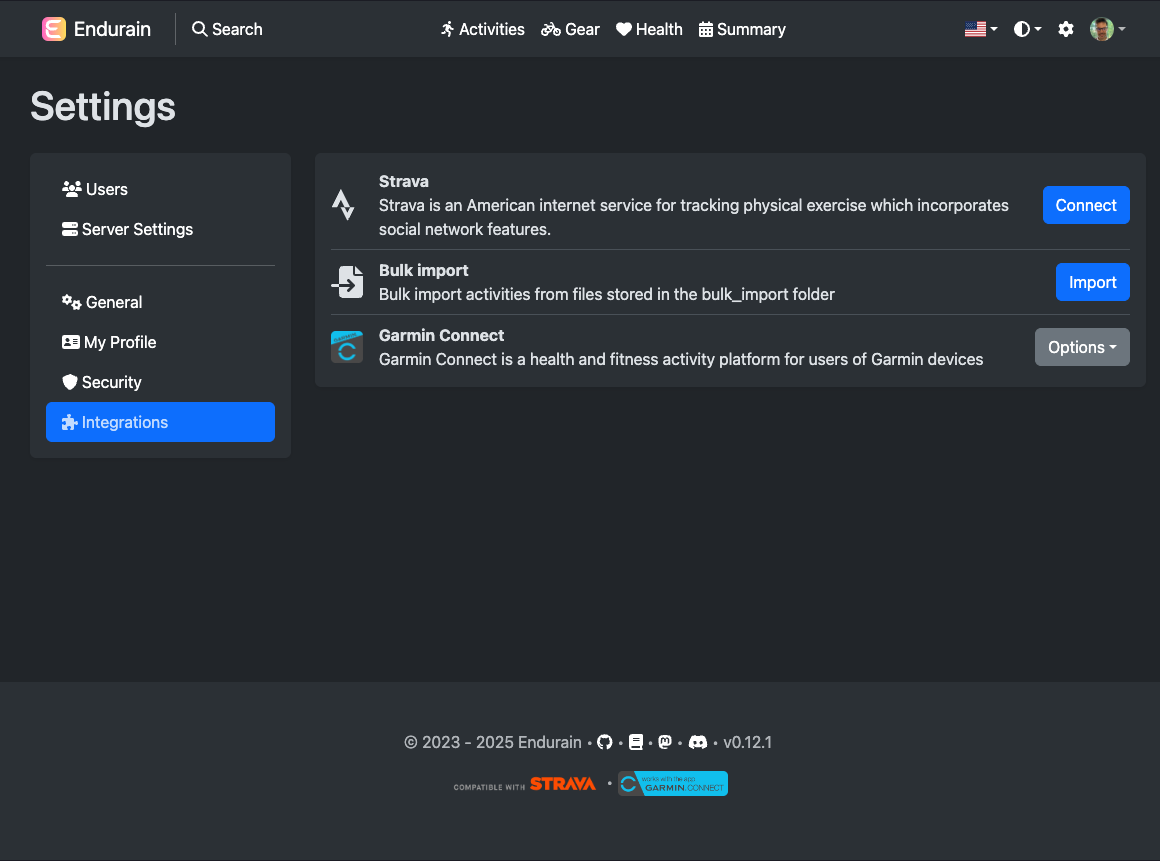 Endurain
Search
Activities
Gear
Health
Summary
Settings
Users
Server Settings
General
My Profile
Security
Integrations
Strava
Strava is an American internet service for tracking physical exercise which incorporates
social network features.
Connect
Bulk import
Bulk import activities from files stored in the bulk_import folder
Import
Garmin Connect
Garmin Connect is a health and fitness activity platform for users of Garmin devices
Options
© 2023 - 2025 Endurain • • • • • v0.12.1
COMPATIBLE WITH STRAVA •
works with the app
GARMIN.CONNECT